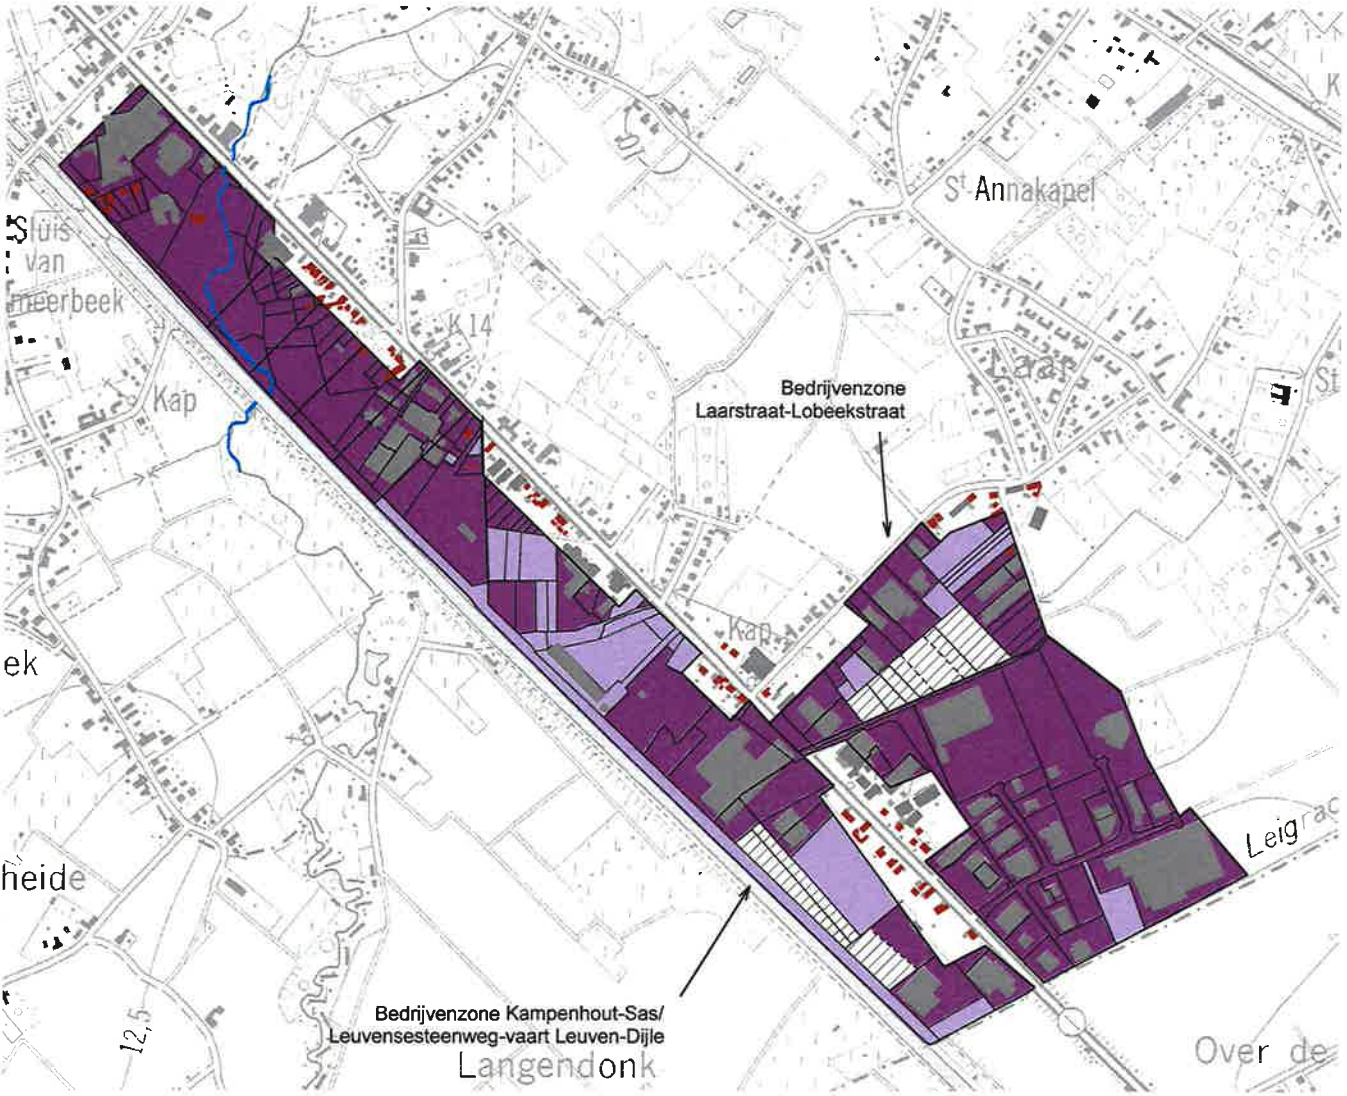 St Annakapel
K
Sluis
van
meerbeek
K 14
Laar
St
Kap
Bedrijvenzone
Laarstraat-Lobeekstraat
Kap
ek
heide
Leigrac
12,5
Bedrijvenzone Kampenhout-Sas/
Leuvensesteenweg-vaart Leuven-Dijle
Langendonk
Over de